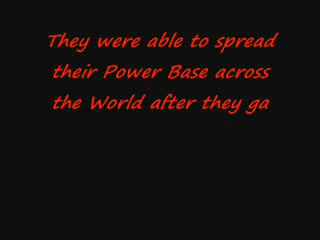 They were able to spread
their Power Base across
the World after they ga